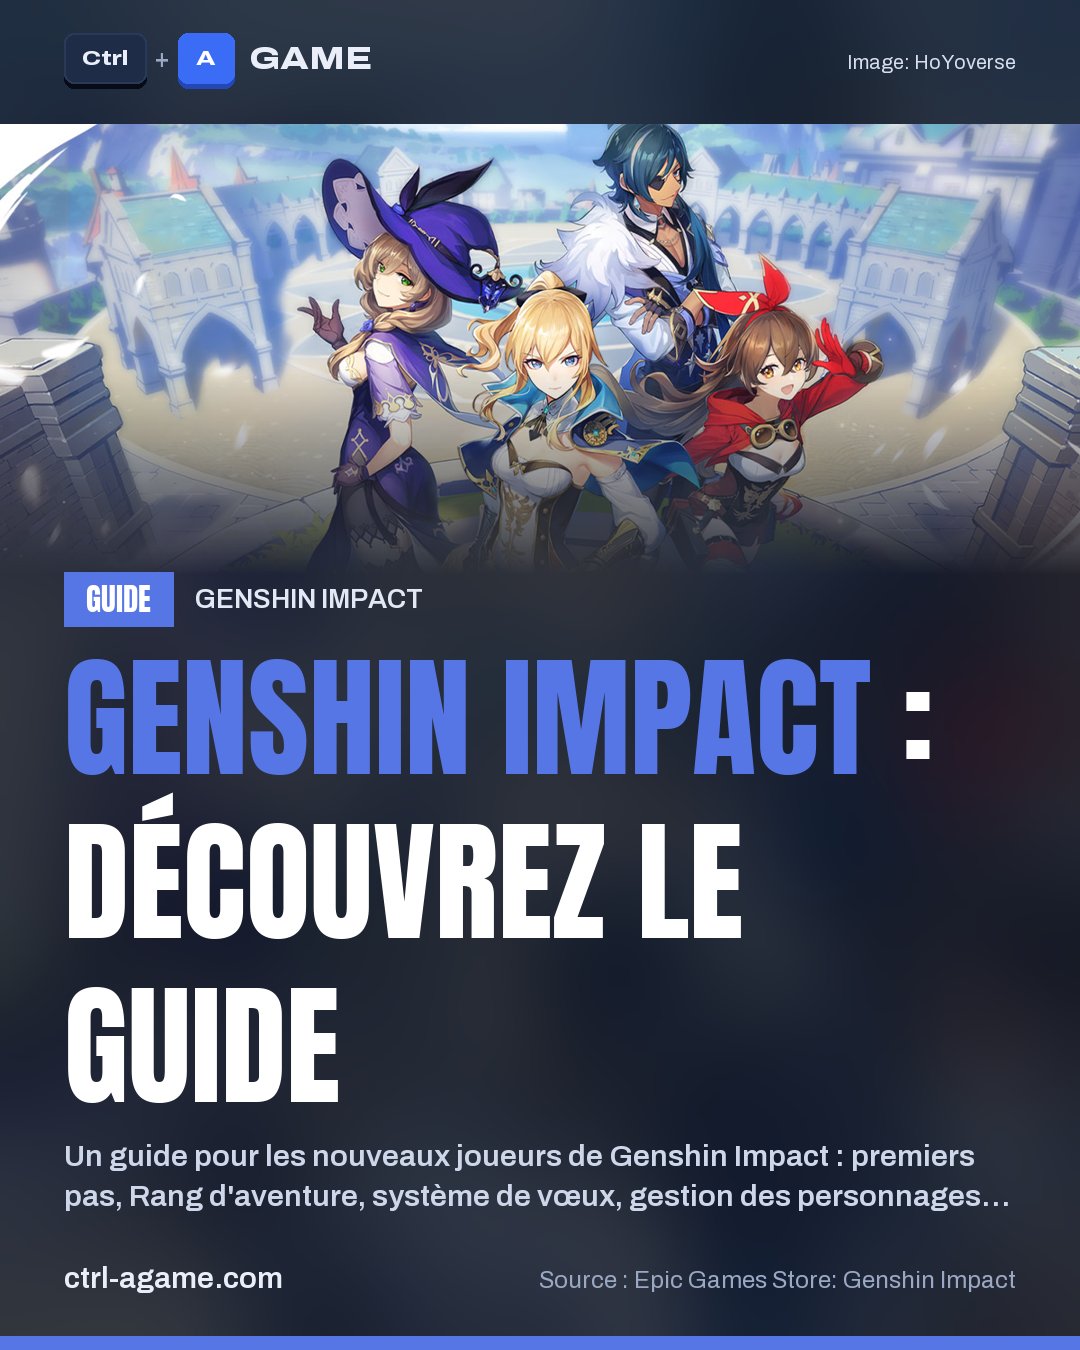 Ctrl + A GAME
Image: HoYoverse
GUIDE GENSHIN IMPACT
GENSHIN IMPACT :
DÉCOUVREZ LE
GUIDE
Un guide pour les nouveaux joueurs de Genshin Impact : premiers
pas, Rang d'aventure, système de vœux, gestion des personnages...
ctrl-agame.com
Source : Epic Games Store: Genshin Impact